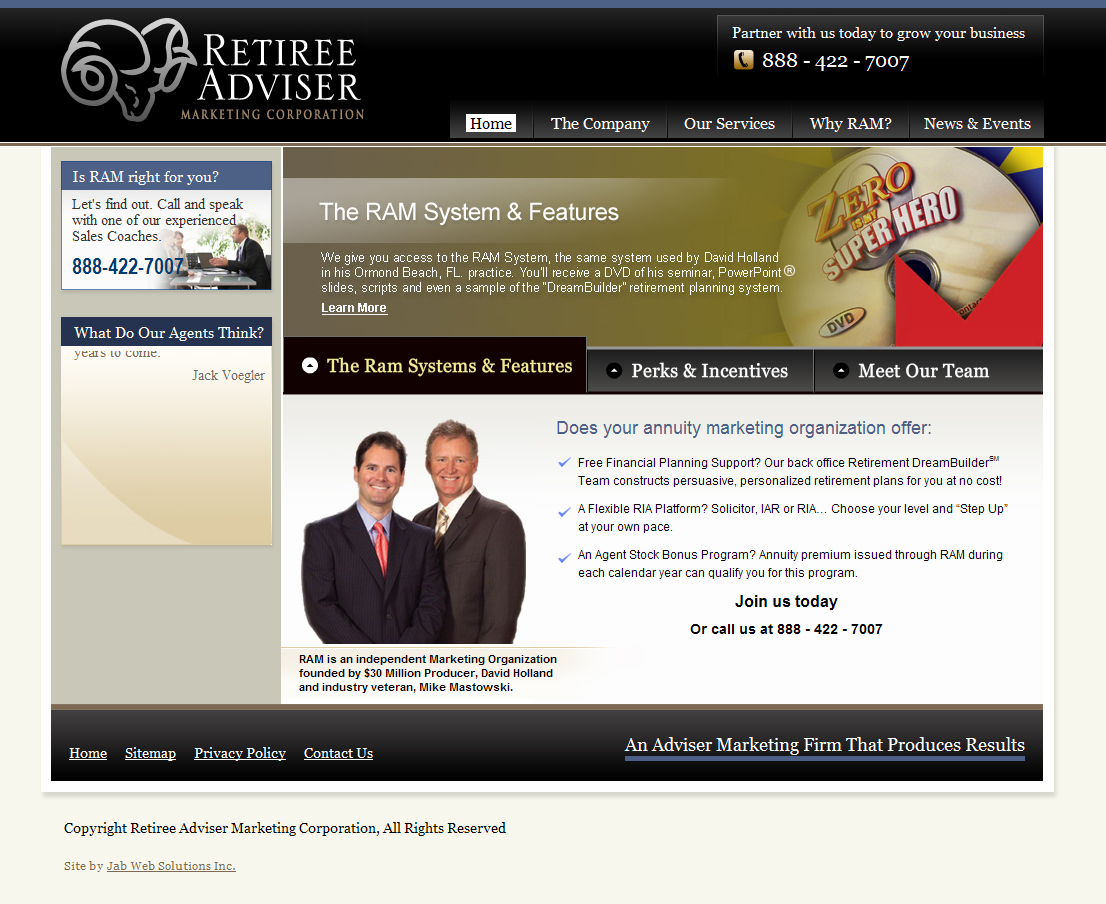 RETIREE
ADVISER
MARKETING CORPORATION
Partner with us today to grow your business
888 - 422 - 7007
Home
The Company
Our Services
Why RAM?
News & Events
Is RAM right for you?
Let's find out. Call and speak
with one of our experienced
Sales Coaches.
888-422-7007
What Do Our Agents Think?
years to come.
Jack Voegler
The RAM System & Features
We give you access to the RAM System, the same system used by David Holland
in his Ormond Beach, FL. practice. You'll receive a DVD of his seminar, PowerPoint®
slides, scripts and even a sample of the "DreamBuilder" retirement planning system.
Learn More
ZERO
IS MY
SUPER HERO
DVD
The Ram Systems & Features
Perks & Incentives
Meet Our Team
Does your annuity marketing organization offer:
Free Financial Planning Support? Our back office Retirement DreamBuilder℠
Team constructs persuasive, personalized retirement plans for you at no cost!
A Flexible RIA Platform? Solicitor, IAR or RIA... Choose your level and “Step Up”
at your own pace.
An Agent Stock Bonus Program? Annuity premium issued through RAM during
each calendar year can qualify you for this program.
Join us today
Or call us at 888 - 422 - 7007
RAM is an independent Marketing Organization
founded by $30 Million Producer, David Holland
and industry veteran, Mike Mastowski.
Home
Sitemap
Privacy Policy
Contact Us
An Adviser Marketing Firm That Produces Results
Copyright Retiree Adviser Marketing Corporation, All Rights Reserved
Site by Jab Web Solutions Inc.